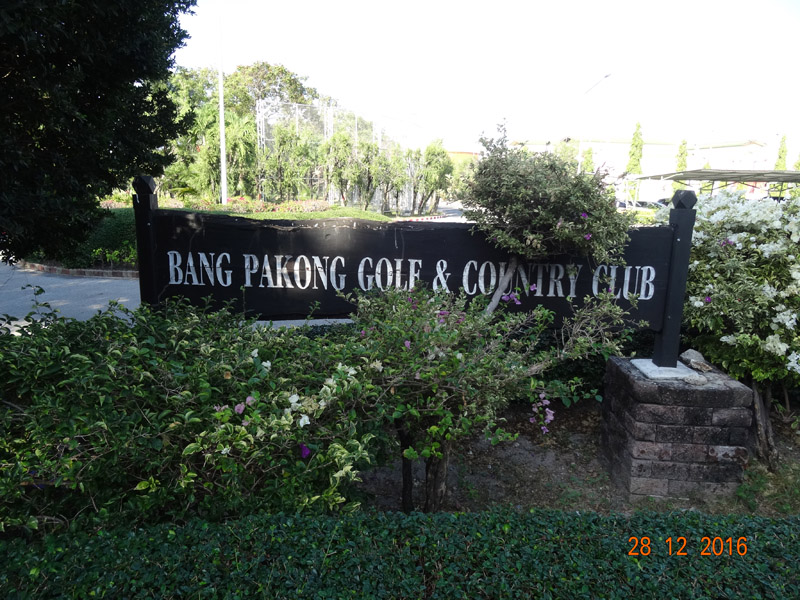 BANG PAKONG GOLF & COUNTRY CLUB
28 12 2016